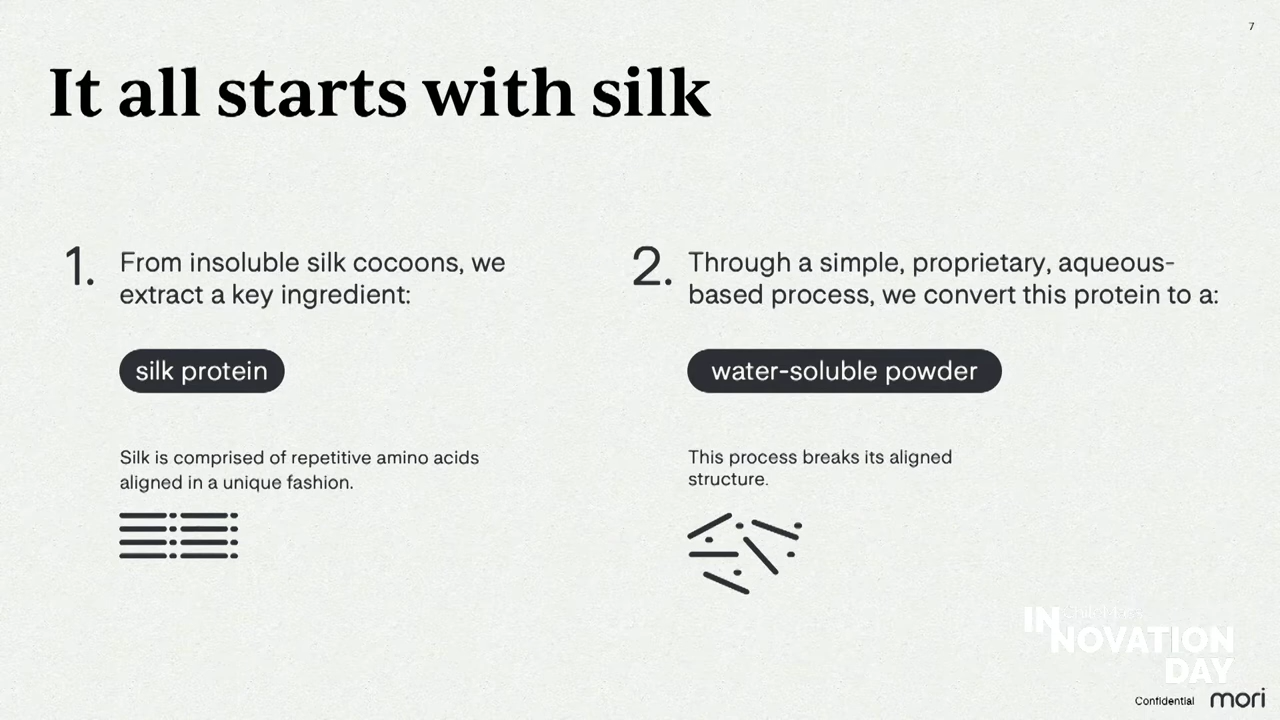 7
It all starts with silk
1.
From insoluble silk cocoons, we
extract a key ingredient:
silk protein
Silk is comprised of repetitive amino acids
aligned in a unique fashion.
2.
Through a simple, proprietary, aqueous-
based process, we convert this protein to a:
water-soluble powder
This process breaks its aligned
structure.
IN
NOVATION
DAY
Confidential mori